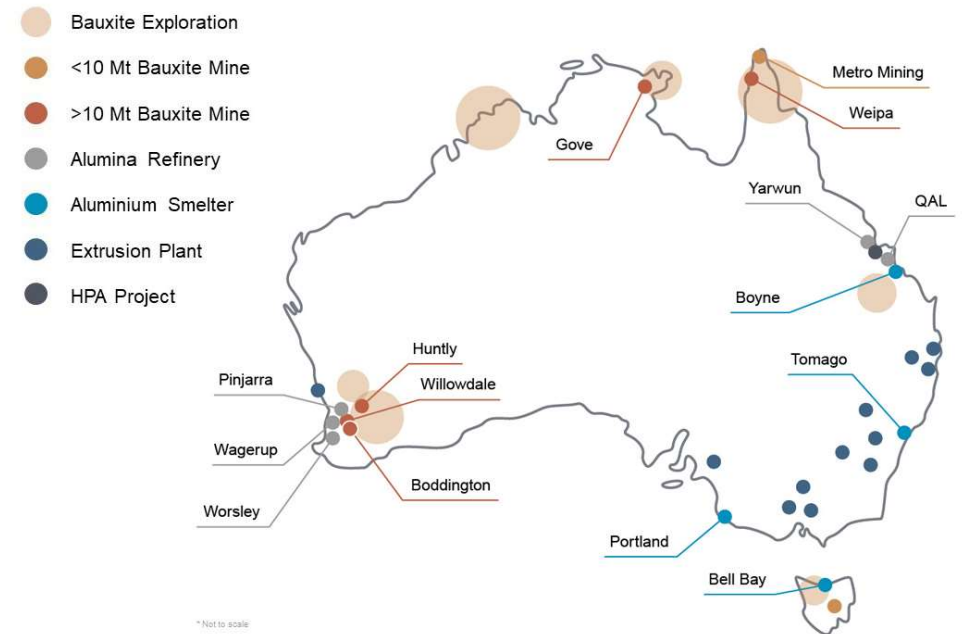 Bauxite Exploration
<10 Mt Bauxite Mine
>10 Mt Bauxite Mine
Alumina Refinery
Aluminium Smelter
Extrusion Plant
HPA Project
Metro Mining
Weipa
Gove
Yarwun
QAL
Boyne
Tomago
Huntly
Pinjarra
Willowdale
Wagerup
Boddington
Worsley
Portland
Bell Bay
* Not to scale